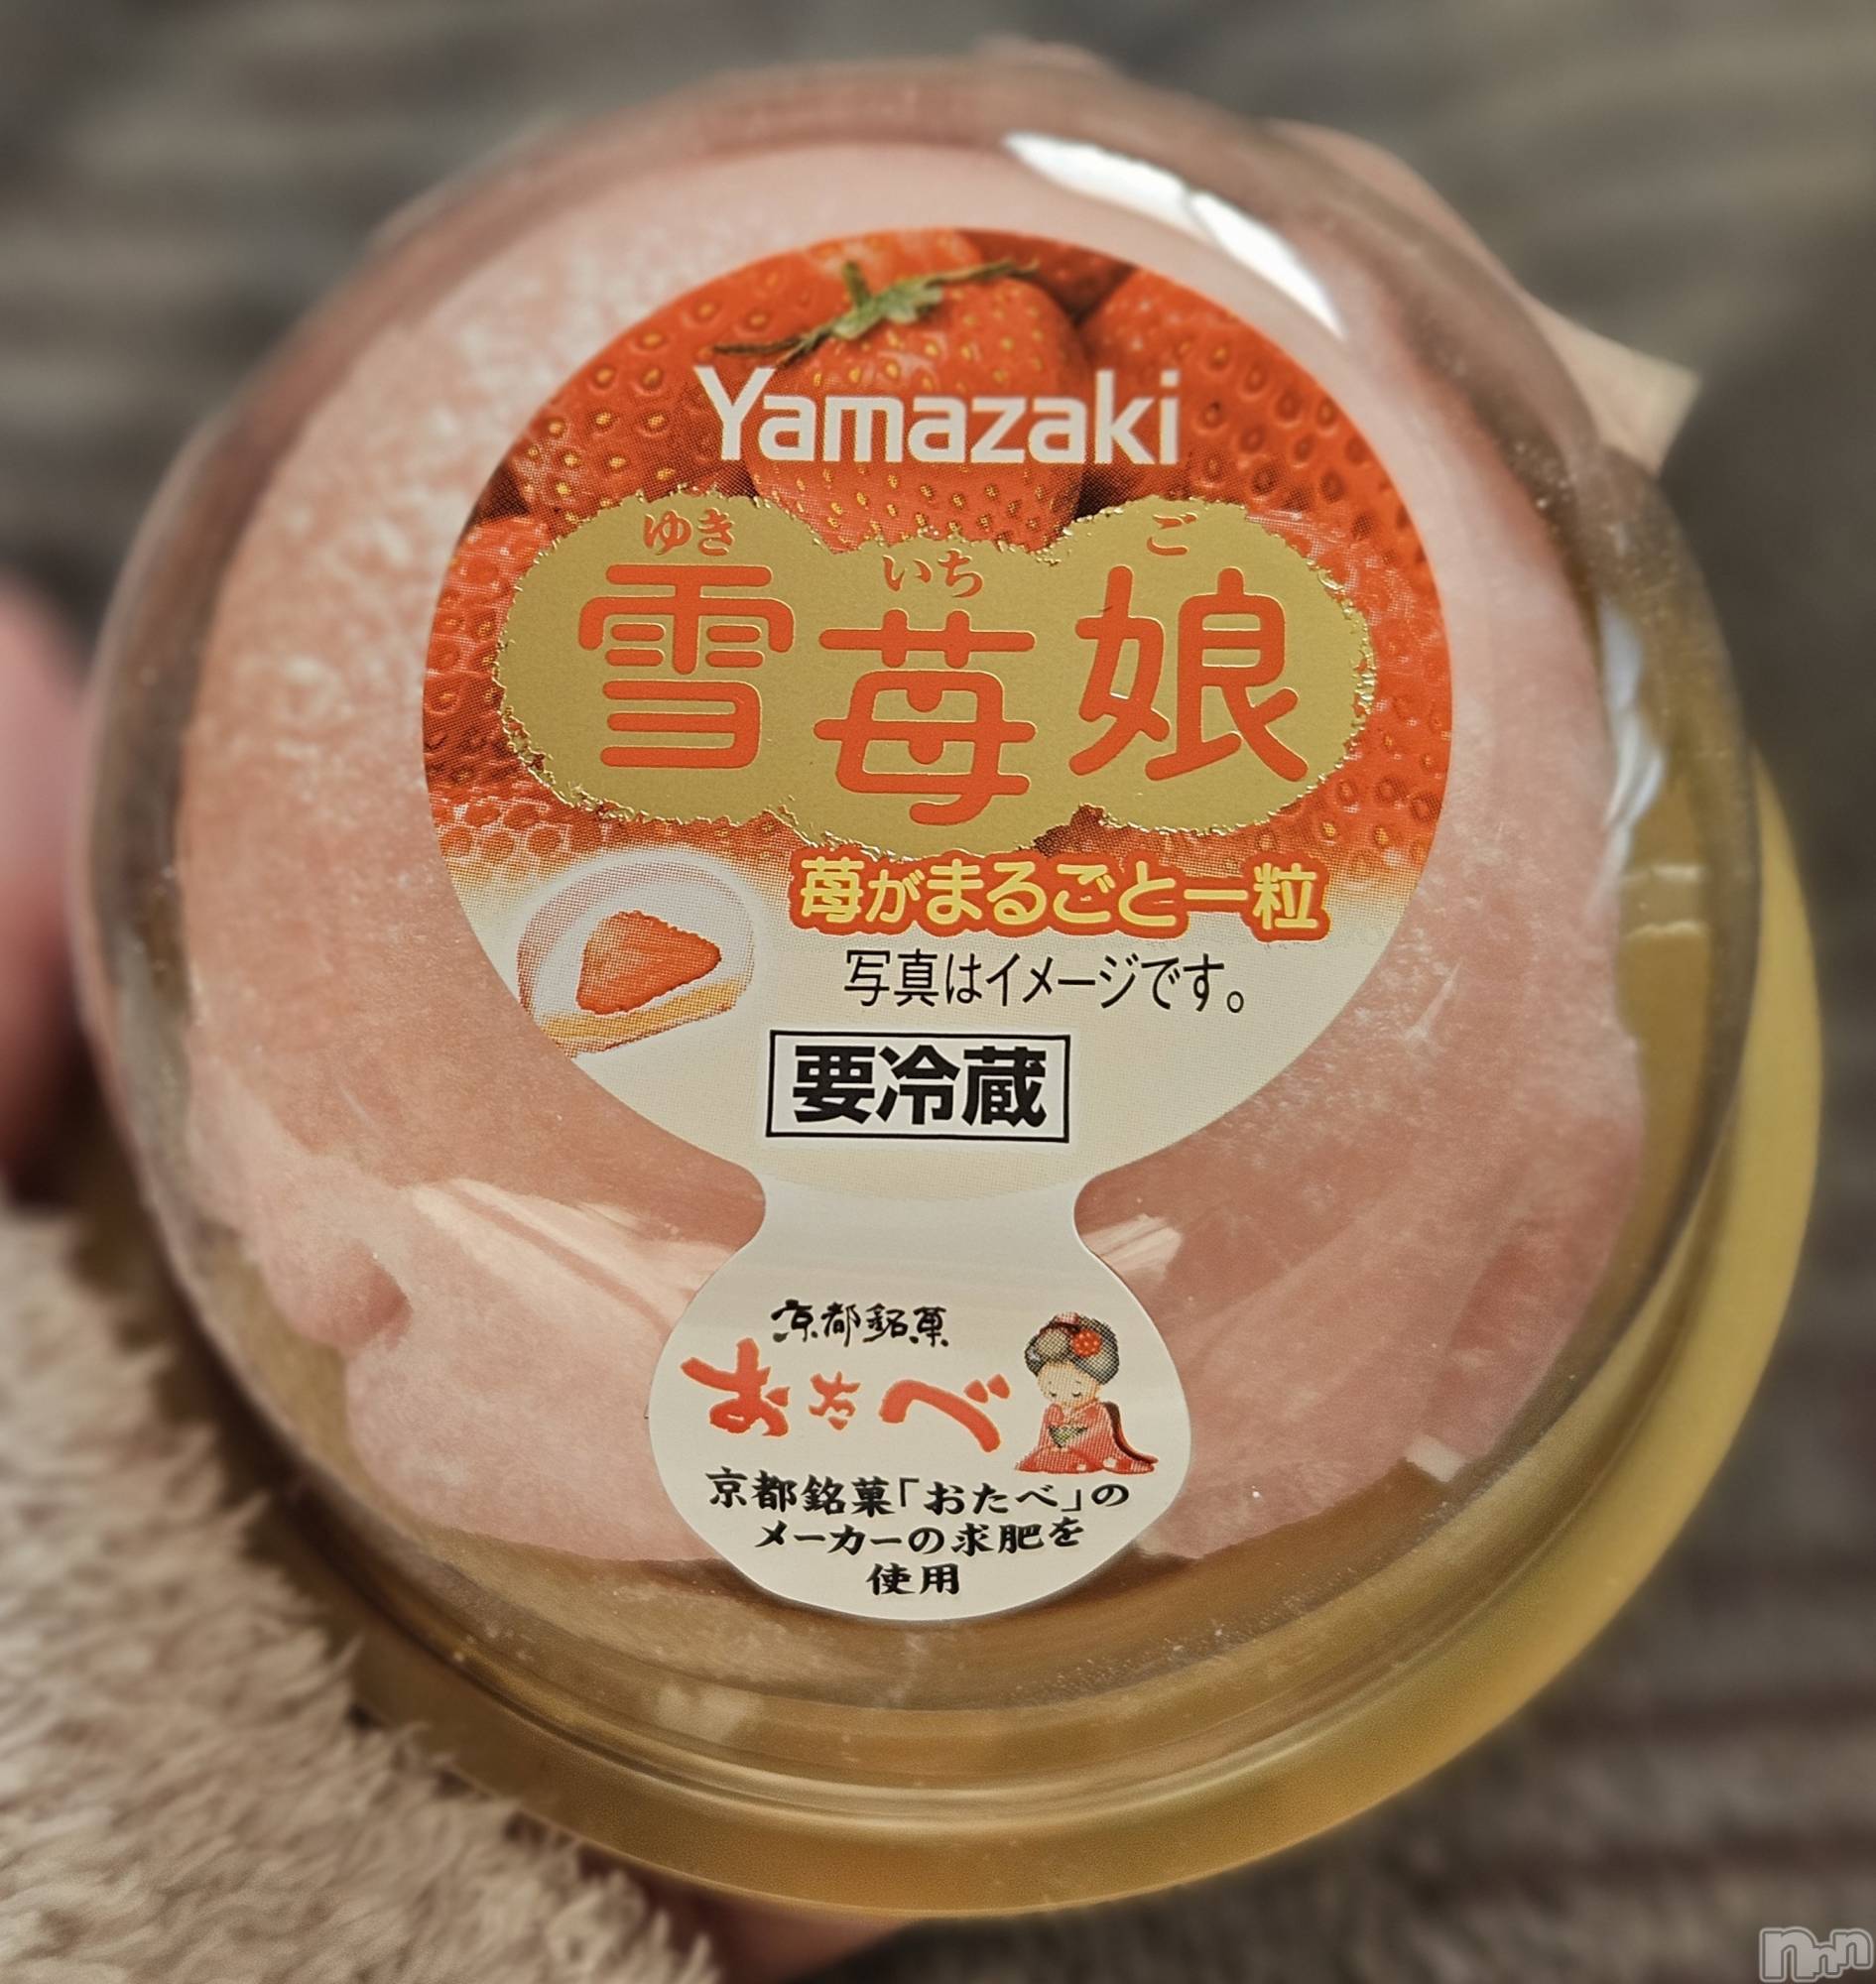 Yamazaki
ゆき いち ご
雪苺娘
苺がまるごと一粒
写真はイメージです。
要冷蔵
京都銘菓
おたべ
京都銘菓「おたべ」の
メーカーの求肥を
使用
nnn